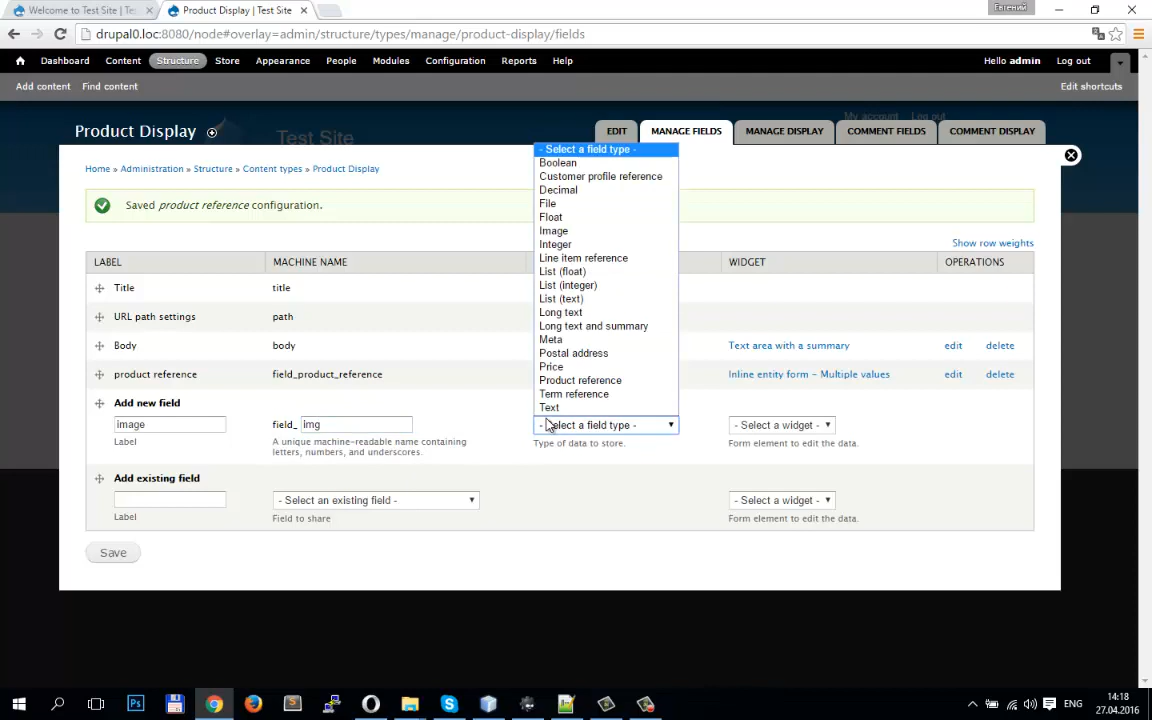 Welcome to Test Site | Tes
Product Display | Test Site
Евгений
drupal0.loc:8080/node#overlay=admin/structure/types/manage/product-display/fields
Dashboard Content Structure Store Appearance People Modules Configuration Reports Help Hello admin Log out
Add content Find content Edit shortcuts
My account Log out
Product Display Test Site EDIT MANAGE FIELDS MANAGE DISPLAY COMMENT FIELDS COMMENT DISPLAY
Home » Administration » Structure » Content types » Product Display
Saved product reference configuration.
Show row weights
LABEL MACHINE NAME WIDGET OPERATIONS
Title title
URL path settings path
Body body Text area with a summary edit delete
product reference field_product_reference Inline entity form - Multiple values edit delete
- Select a field type -
Boolean
Customer profile reference
Decimal
File
Float
Image
Integer
Line item reference
List (float)
List (integer)
List (text)
Long text
Long text and summary
Meta
Postal address
Price
Product reference
Term reference
Text
Add new field
image field_ img - Select a field type - - Select a widget -
Label A unique machine-readable name containing Type of data to store. Form element to edit the data.
letters, numbers, and underscores.
Add existing field
- Select an existing field - - Select a widget -
Label Field to share Form element to edit the data.
Save
ENG
14:18
27.04.2016